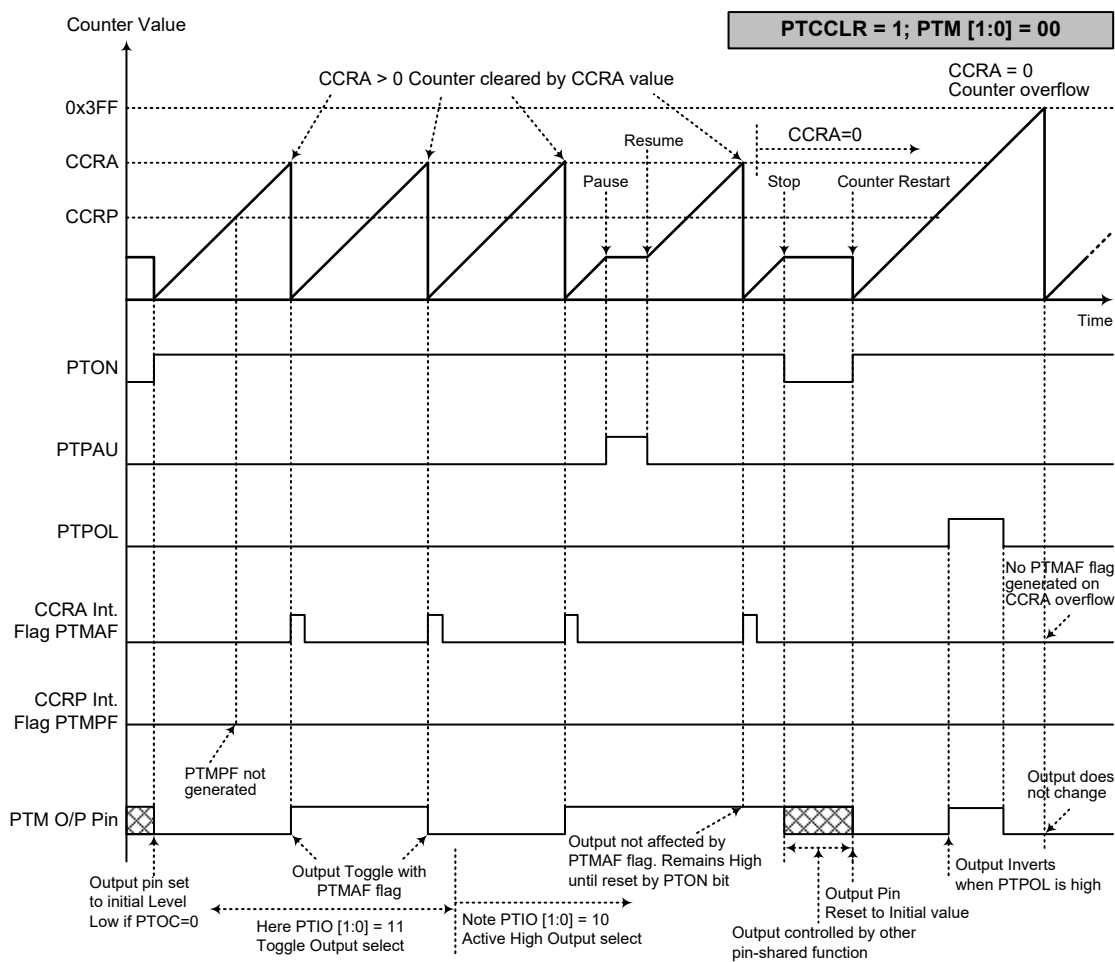 Counter Value
PTCCLR = 1; PTM [1:0] = 00
CCRA > 0 Counter cleared by CCRA value
CCRA = 0
Counter overflow
0x3FF
CCRA=0
Resume
CCRA
Pause
Stop
Counter Restart
CCRP
Time
PTON
PTPAU
PTPOL
No PTMAF flag
generated on
CCRA overflow
CCRA Int.
Flag PTMAF
CCRP Int.
Flag PTMPF
PTMPF not
generated
Output does
not change
PTM O/P Pin
Output pin set
to initial Level
Low if PTOC=0
Output Toggle with
PTMAF flag
Output not affected by
PTMAF flag. Remains High
until reset by PTON bit
Output Inverts
when PTPOL is high
Output Pin
Reset to Initial value
Here PTIO [1:0] = 11
Toggle Output select
Note PTIO [1:0] = 10
Active High Output select
Output controlled by other
pin-shared function